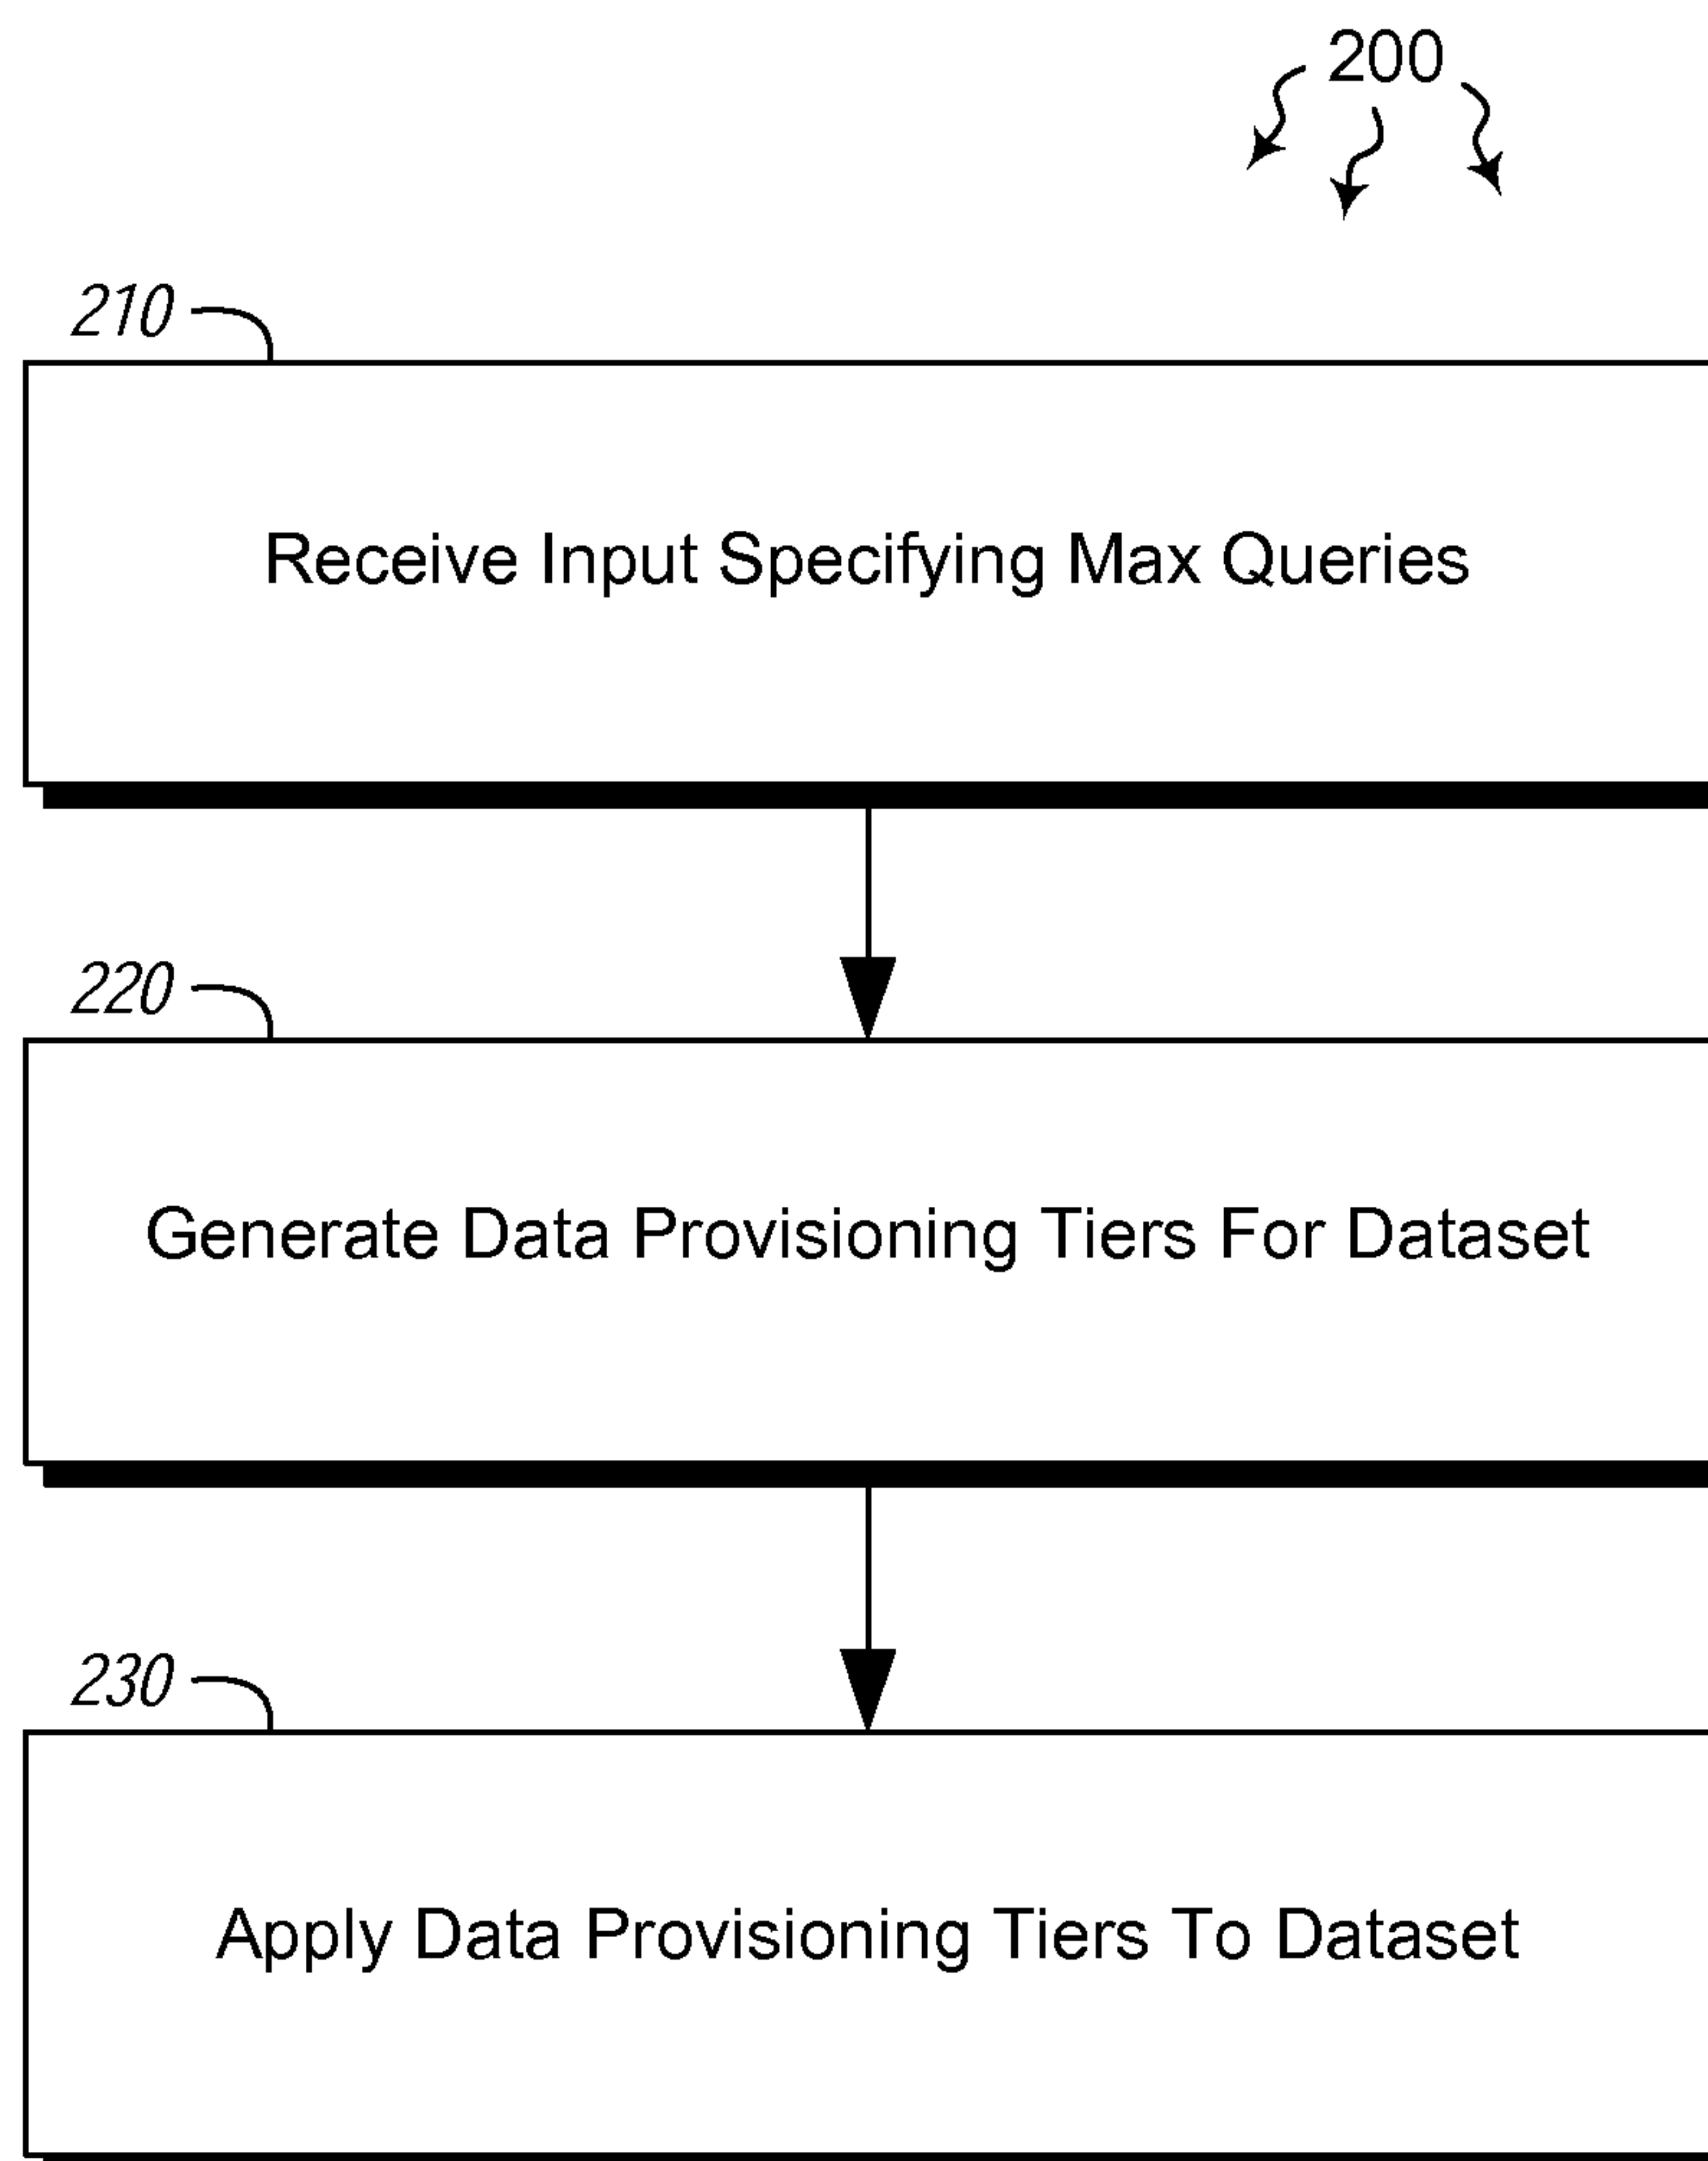 200
210
Receive Input Specifying Max Queries
220
Generate Data Provisioning Tiers For Dataset
230
Apply Data Provisioning Tiers To Dataset